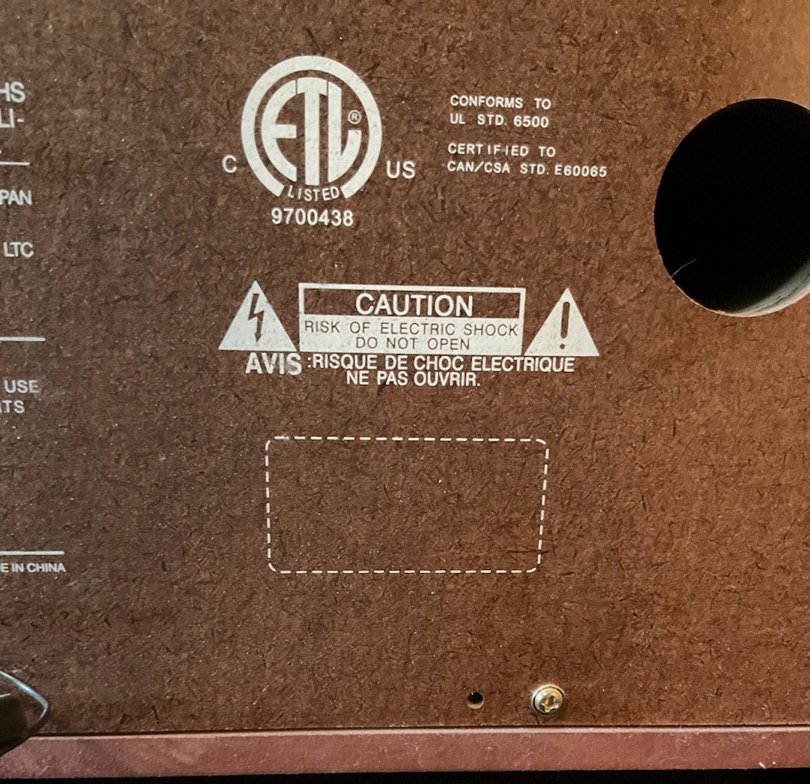 HS
LI-
PAN
LTC
USE
ITS
E IN CHINA
ETL®
C US
LISTED
9700438
CONFORMS TO
UL STD. 6500
CERTIFIED TO
CAN/CSA STD. E60065
CAUTION
RISK OF ELECTRIC SHOCK
DO NOT OPEN
AVIS :RISQUE DE CHOC ELECTRIQUE
NE PAS OUVRIR.